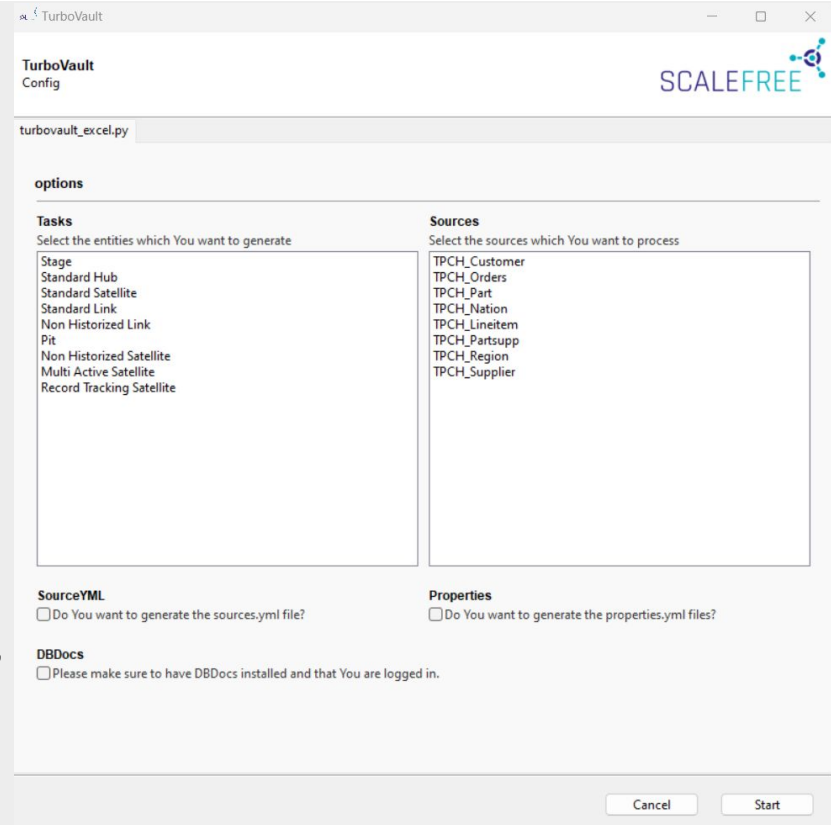 TurboVault
TurboVault
Config
SCALEFREE
turbovault_excel.py
options
Tasks
Select the entities which You want to generate
Stage
Standard Hub
Standard Satellite
Standard Link
Non Historized Link
Pit
Non Historized Satellite
Multi Active Satellite
Record Tracking Satellite
Sources
Select the sources which You want to process
TPCH_Customer
TPCH_Orders
TPCH_Part
TPCH_Nation
TPCH_Lineitem
TPCH_Partsupp
TPCH_Region
TPCH_Supplier
SourceYML
Do You want to generate the sources.yml file?
Properties
Do You want to generate the properties.yml files?
DBDocs
Please make sure to have DBDocs installed and that You are logged in.
Cancel
Start